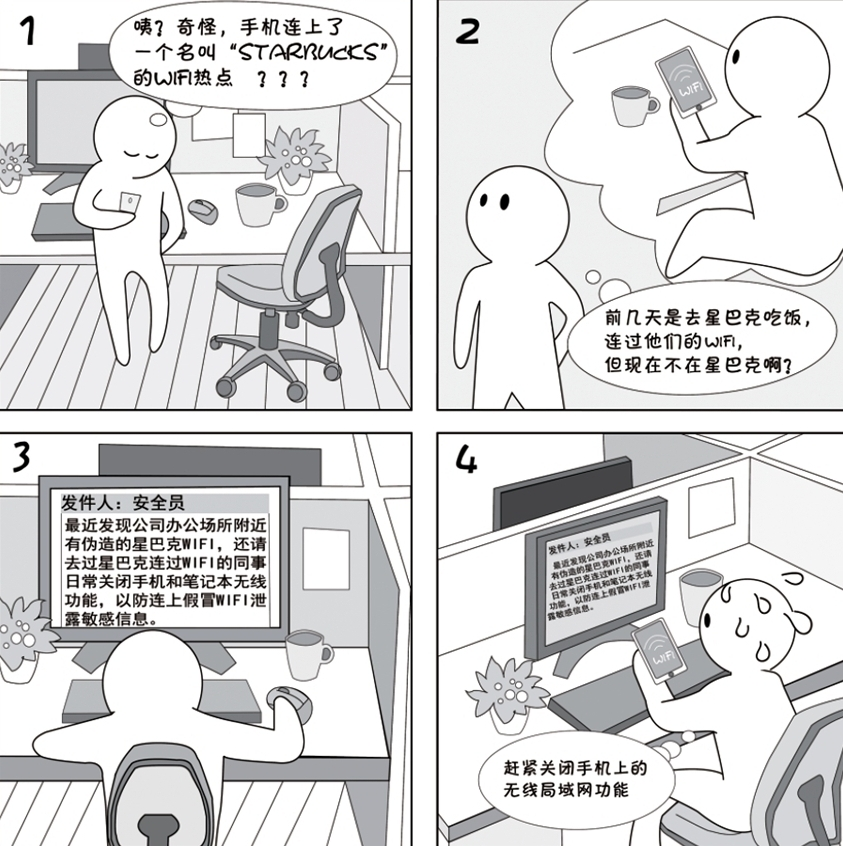 1
咦？奇怪，手机连上了
一个名叫“STARBUCKS”
的WIFI热点 ？？？
2
WiFi
前几天是去星巴克吃饭，
连过他们的WIFI，
但现在不在星巴克啊？
3
发件人：安全员
最近发现公司办公场所附近
有伪造的星巴克WIFI，还请
去过星巴克连过WIFI的同事
日常关闭手机和笔记本无线
功能，以防连上假冒WIFI泄
露敏感信息。
4
发件人：安全员
最近发现公司办公场所附近
有伪造的星巴克WIFI，还请
去过星巴克连过WIFI的同事
日常关闭手机和笔记本无线
功能，以防连上假冒WIFI泄
露敏感信息。
WiFi
赶紧关闭手机上的
无线局域网功能